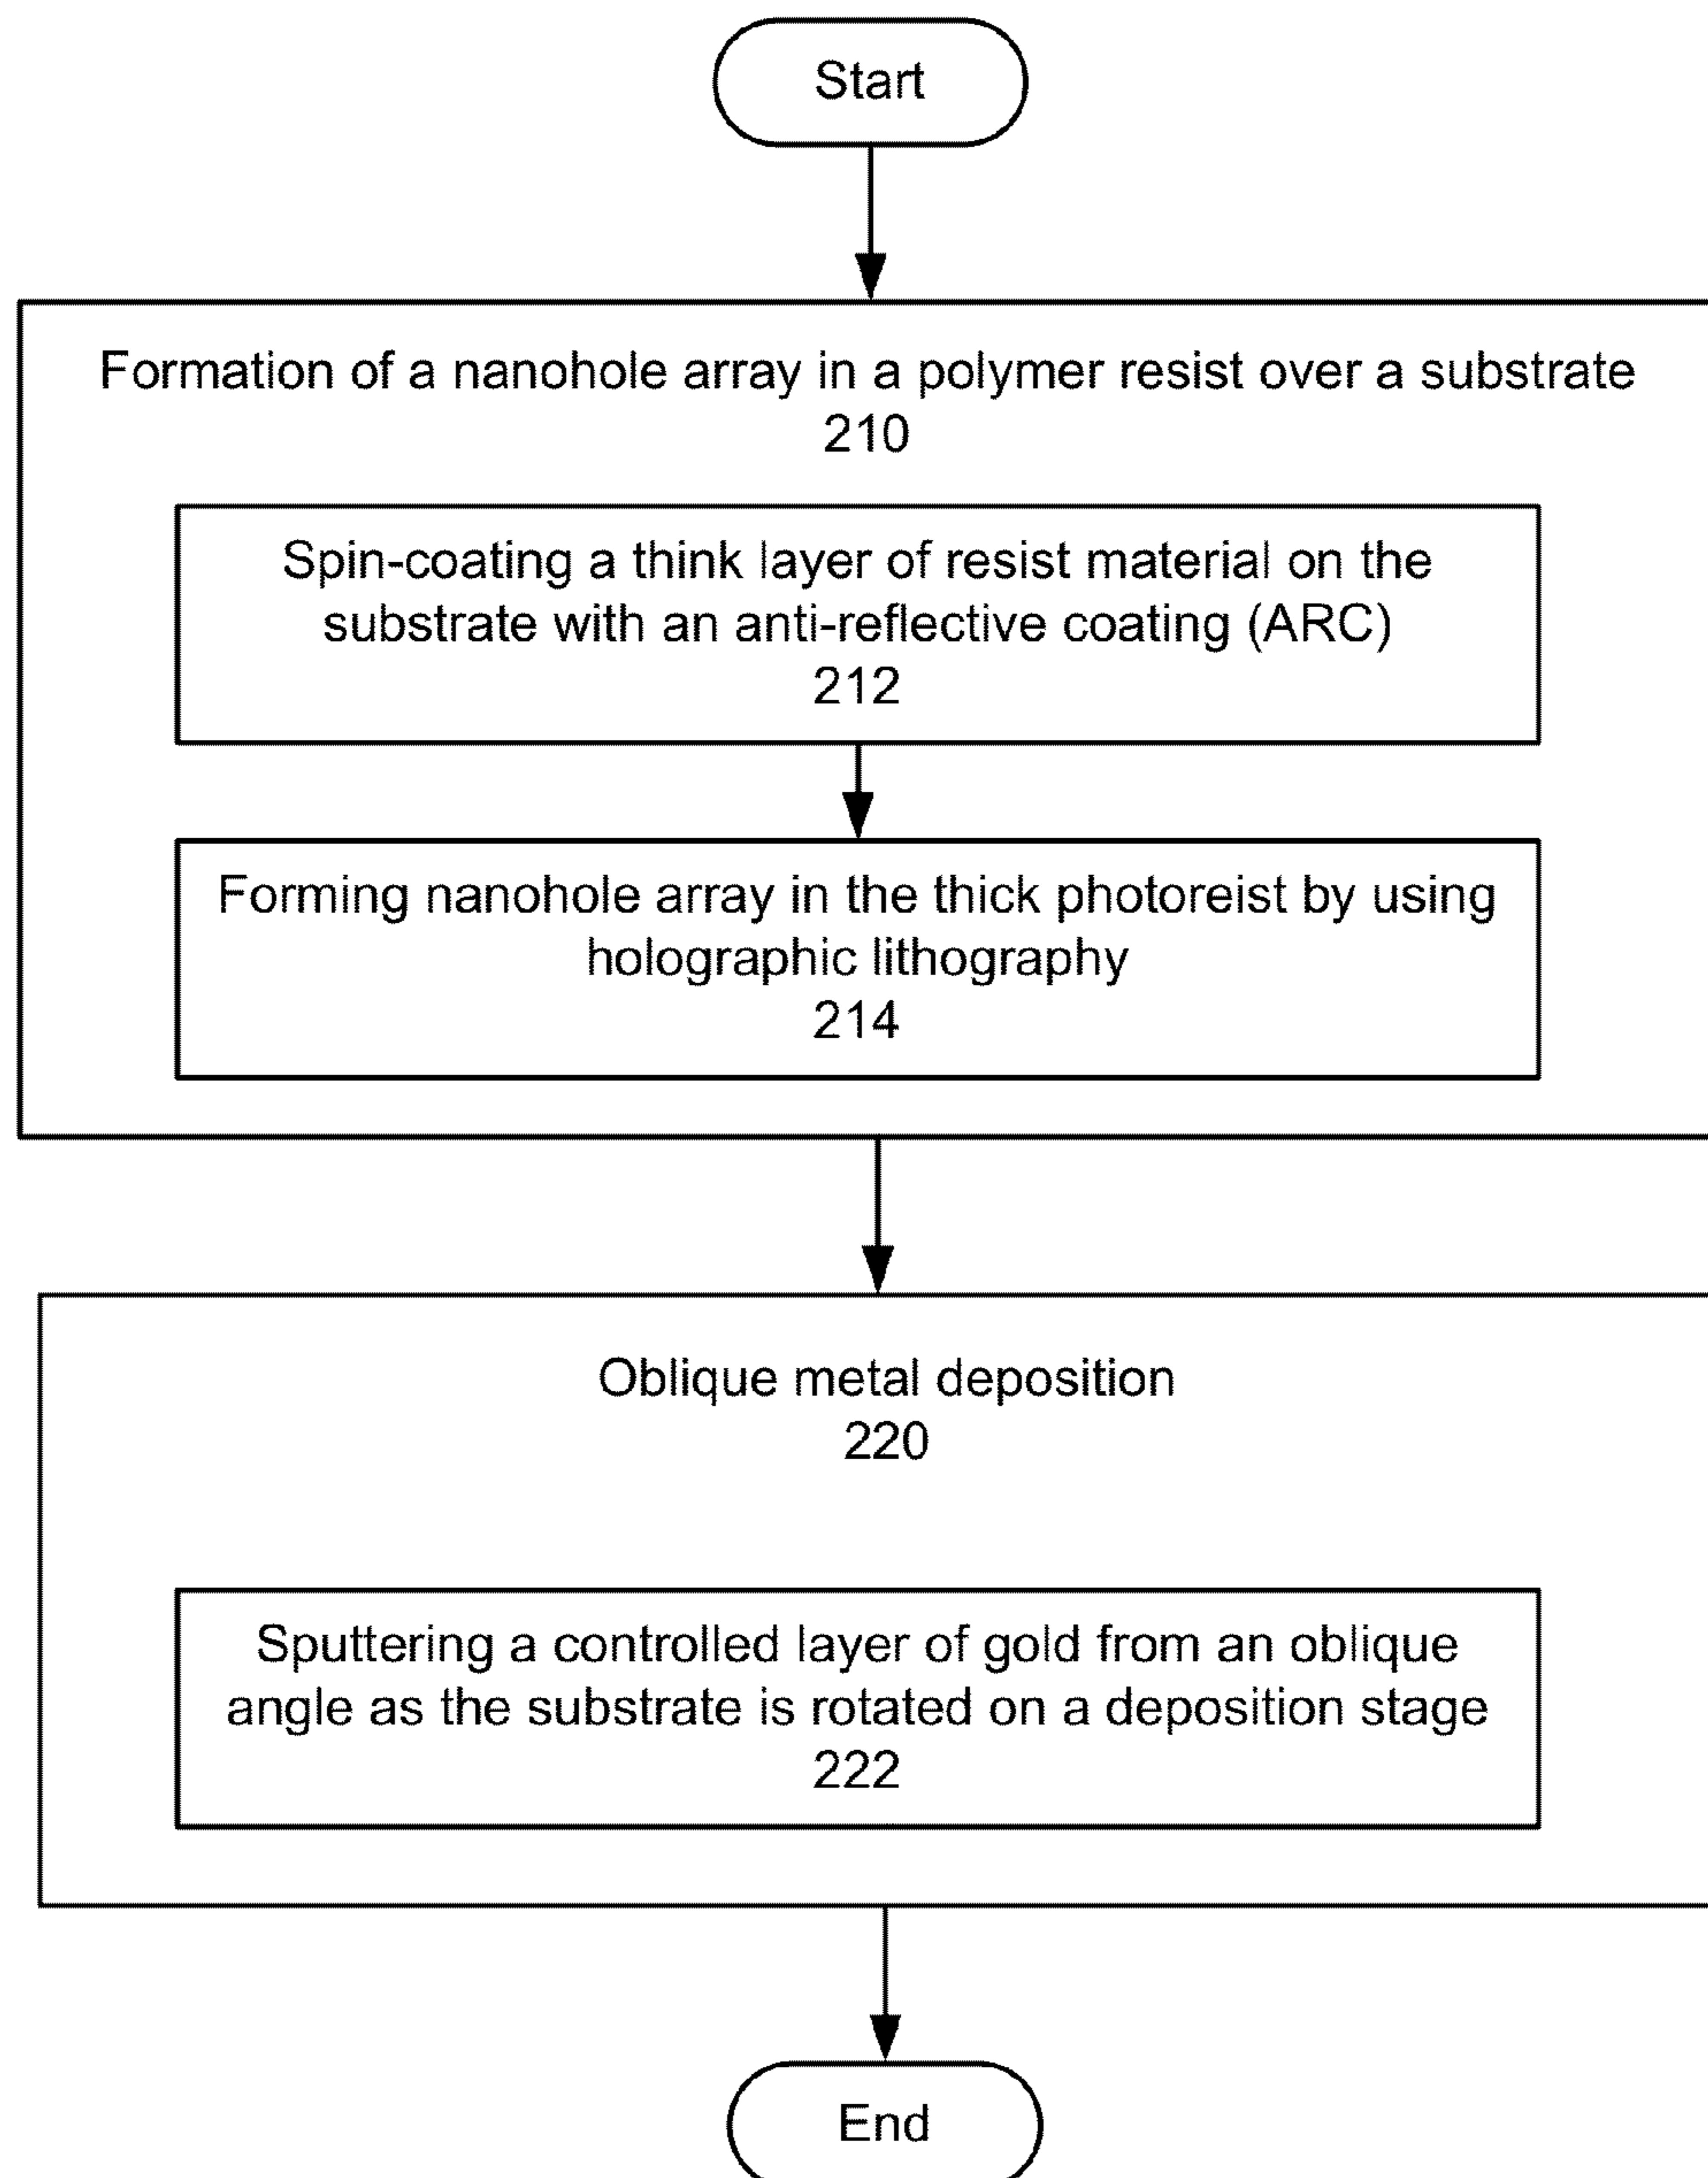 Start
Formation of a nanohole array in a polymer resist over a substrate
210
Spin-coating a think layer of resist material on the
substrate with an anti-reflective coating (ARC)
212
Forming nanohole array in the thick photoreist by using
holographic lithography
214
Oblique metal deposition
220
Sputtering a controlled layer of gold from an oblique
angle as the substrate is rotated on a deposition stage
222
End